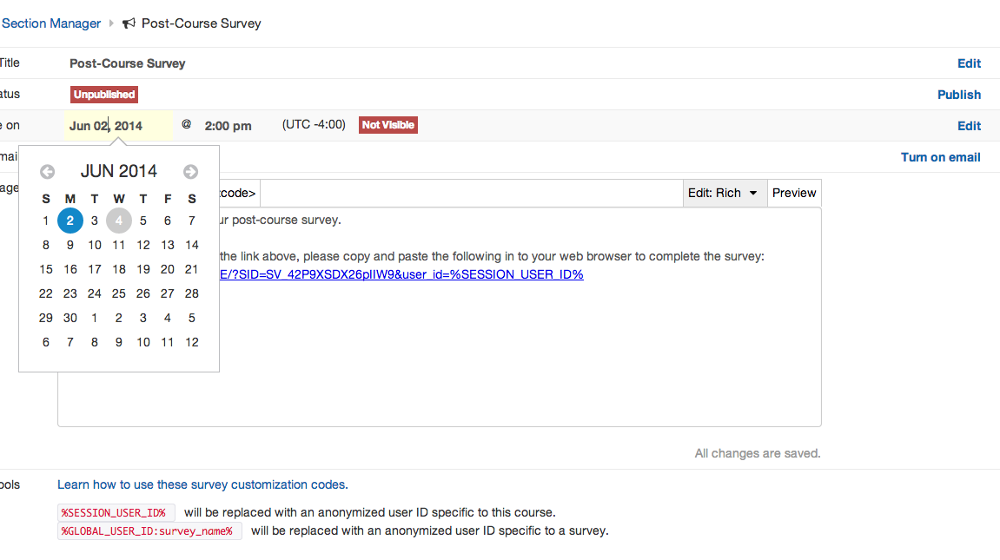 Section Manager Post-Course Survey
Title Post-Course Survey Edit
atus Unpublished Publish
e on Jun 02, 2014 @ 2:00 pm (UTC -4:00) Not Visible Edit
mai Turn on email
age code> Edit: Rich Preview
JUN 2014
S M T W T F S
1 2 3 4 5 6 7
8 9 10 11 12 13 14
15 16 17 18 19 20 21
22 23 24 25 26 27 28
29 30 1 2 3 4 5
6 7 8 9 10 11 12
ur post-course survey.
the link above, please copy and paste the following in to your web browser to complete the survey:
E/?SID=SV_42P9XSDX26plIW9&user_id=%SESSION_USER_ID%
All changes are saved.
ools Learn how to use these survey customization codes.
%SESSION_USER_ID% will be replaced with an anonymized user ID specific to this course.
%GLOBAL_USER_ID:survey_name% will be replaced with an anonymized user ID specific to a survey.